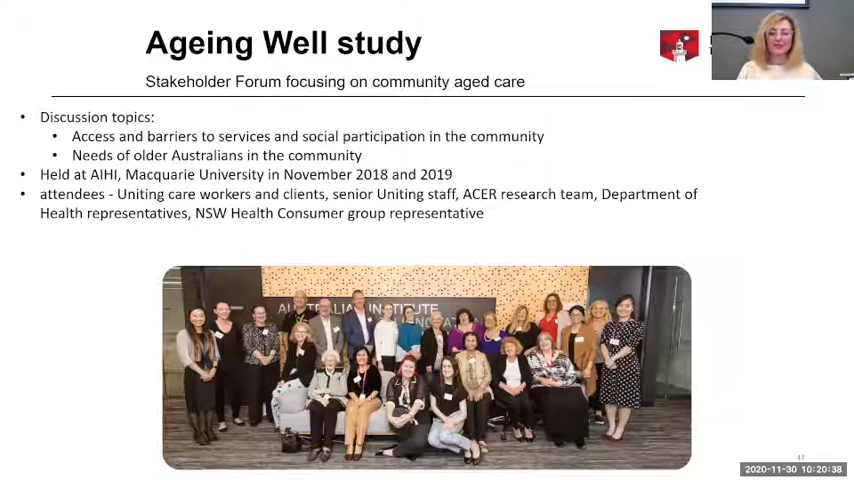 Ageing Well study
Stakeholder Forum focusing on community aged care
• Discussion topics:
• Access and barriers to services and social participation in the community
• Needs of older Australians in the community
• Held at AIHI, Macquarie University in November 2018 and 2019
• attendees - Uniting care workers and clients, senior Uniting staff, ACER research team, Department of
Health representatives, NSW Health Consumer group representative
AUSTRALIAN INSTITUTE
47
2020-11-30 10:20:38